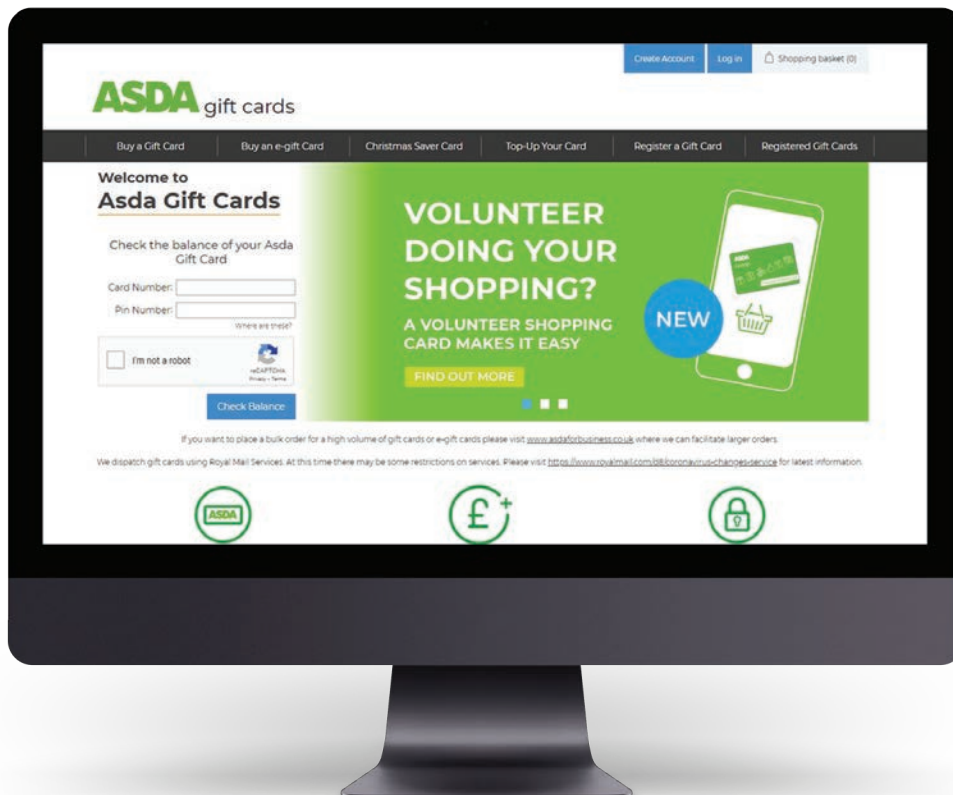 Create Account Log in Shopping basket (0)
ASDA gift cards
Buy a Gift Card Buy an e-gift Card Christmas Saver Card Top-Up Your Card Register a Gift Card Registered Gift Cards
Welcome to
Asda Gift Cards
Check the balance of your Asda
Gift Card
Card Number:
Pin Number:
Where are these?
I'm not a robot
reCAPTCHA
Privacy - Terms
Check Balance
VOLUNTEER
DOING YOUR
SHOPPING?
A VOLUNTEER SHOPPING
CARD MAKES IT EASY
FIND OUT MORE
NEW
ASDA
If you want to place a bulk order for a high volume of gift cards or e-gift cards please visit www.asdaforbusiness.co.uk where we can facilitate larger orders.
We dispatch gift cards using Royal Mail Services. At this time there may be some restrictions on services. Please visit https://www.royalmail.com/d8/coronavirus-changes-service for latest information.
ASDA
£+